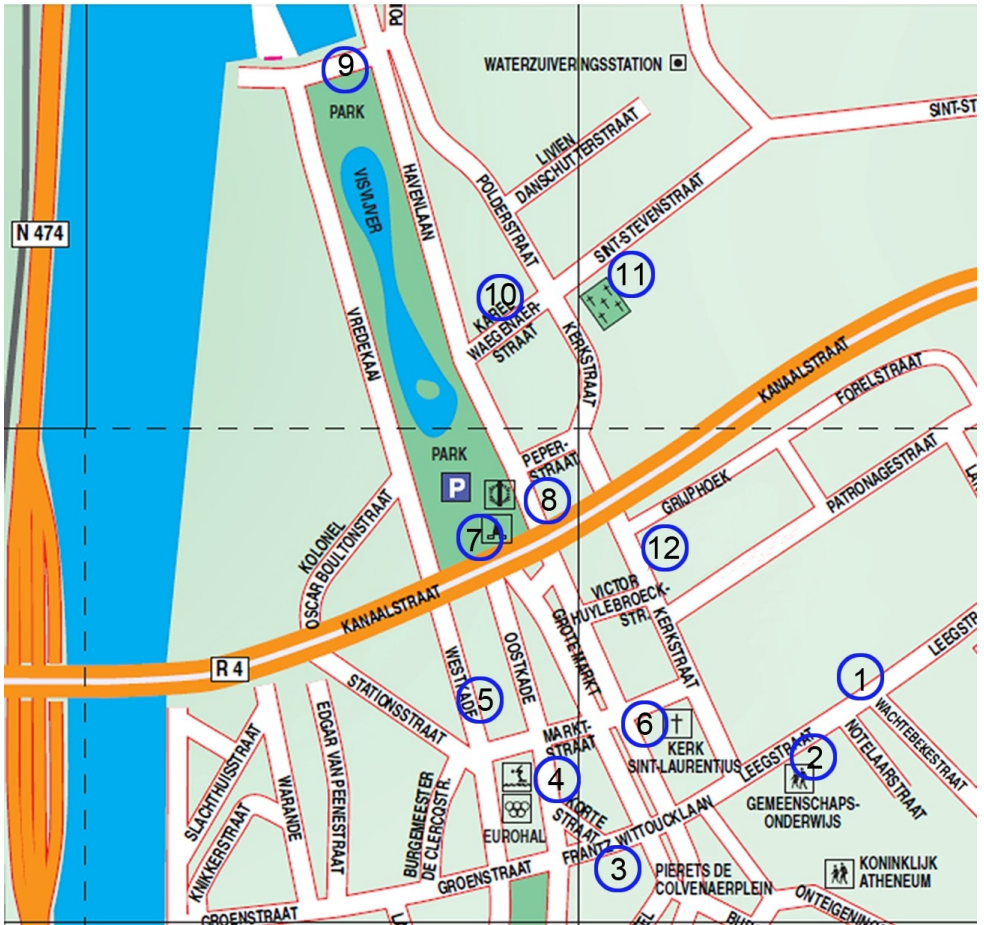 POL
9
WATERZUIVERINGSSTATION
PARK
SINT-ST
LIVIEN
DANSCHUTTERSTRAAT
VISVIJVER
HAVENLAAN
POLDERSTRAAT
N 474
SINT-STEVENSTRAAT
11
10
KAREL
WAEGENAER-
STRAAT
VREDEKAAI
KERKSTRAAT
KANAALSTRAAT
FORELSTRAAT
PARK
PEPER-
STRAAT
P
8
GRIJPHOEK
PATRONAGESTRAAT
LA
KOLONEL
OSCAR BOULTONSTRAAT
7
12
KANAALSTRAAT
VICTOR
HUYLEBROECK-
STR.
KERKSTRAAT
GROTE MARKT
LEEGSTR
R 4
WESTKADE
OOSTKADE
1
5
STATIONSSTRAAT
EDGAR VAN PEENESTRAAT
6
KERK
SINT-LAURENTIUS
MARKT-
STRAAT
LEEGSTRAAT
2
WACHTEBEKESTRAAT
NOTELAARSTRAAT
SLACHTHUISSTRAAT
WARANDE
KNIKKERSTRAAT
BURGEMEESTER
DE CLERCQSTR.
4
EUROHAL
KORTE
STRAAT
GEMEENSCHAPS-
ONDERWIJS
FRANTZ WITTOUCKLAAN
3
PIERETS DE
COLVENAERPLEIN
KONINKLIJK
ATHENEUM
GROENSTRAAT
GROENSTRAAT
ONTEIGENING